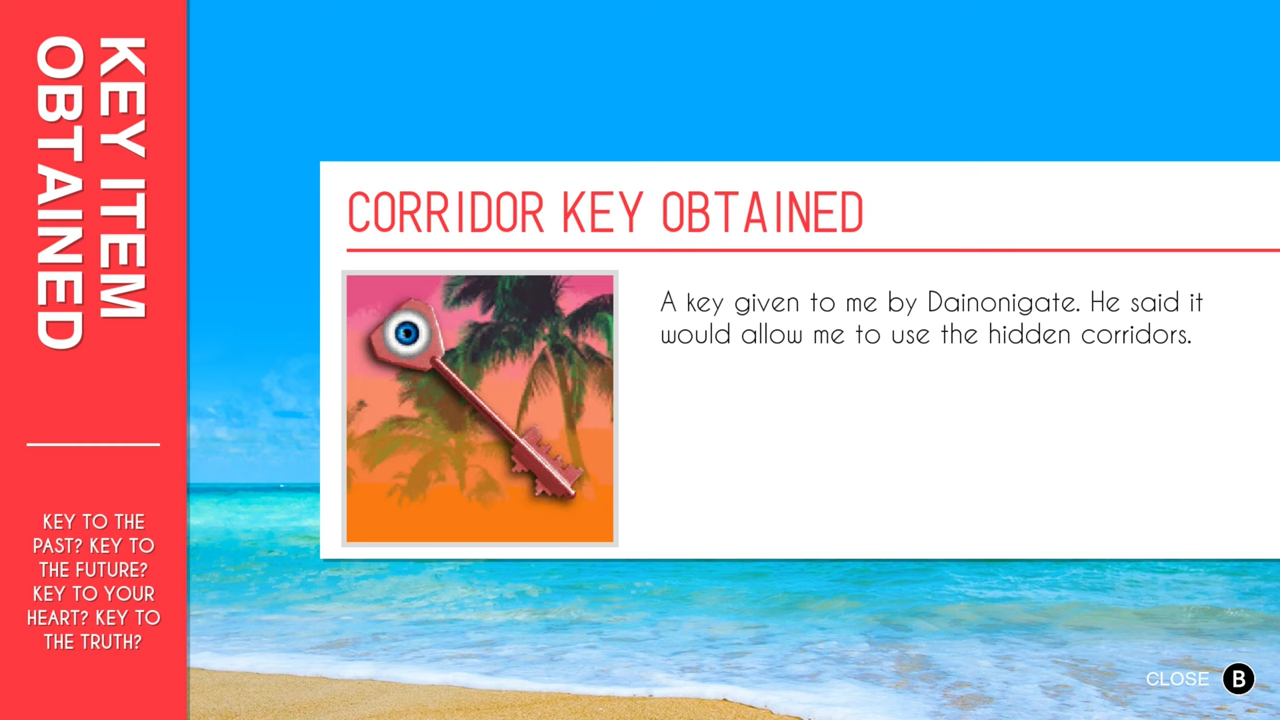 KEY ITEM
OBTAINED
KEY TO THE
PAST? KEY TO
THE FUTURE?
KEY TO YOUR
HEART? KEY TO
THE TRUTH?
CORRIDOR KEY OBTAINED
A key given to me by Dainonigate. He said it
would allow me to use the hidden corridors.
CLOSE B